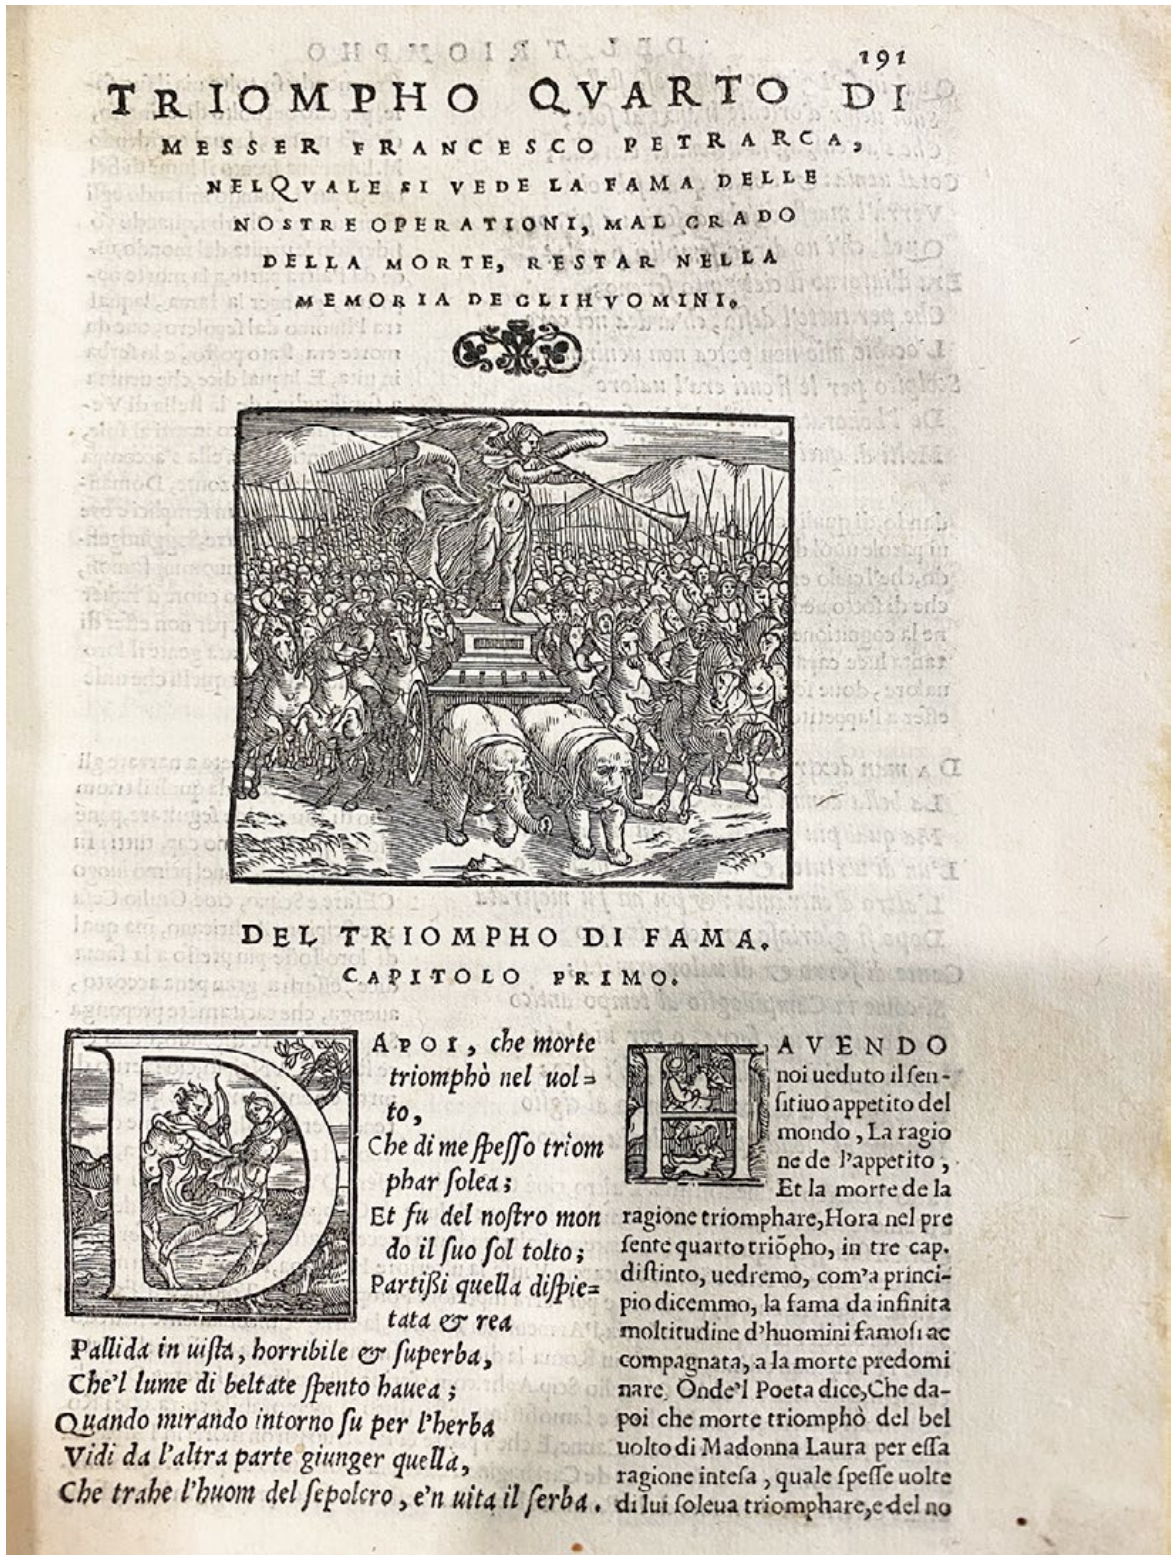 191
TRIOMPHO QVARTO DI
MESSER FRANCESCO PETRARCA,
NELQVALE SI VEDE LA FAMA DELLE
NOSTRE OPERATIONI, MAL GRADO
DELLA MORTE, RESTAR NELLA
MEMORIA DE GLI HVOMINI.
DEL TRIOMPHO DI FAMA.
CAPITOLO PRIMO.
DAPOI, che morte
triomphò nel uol=
to,
Che di me spesso triom
phar solea;
Et fu del nostro mon
do il suo sol tolto;
Partißi quella dispie=
tata & rea
Pallida in uista, horribile & superba,
Che'l lume di beltate spento hauea;
Quando mirando intorno su per l'herba
Vidi da l'altra parte giunger quella,
Che trahe l'huom del sepolcro, e'n uita il serba.
HAVENDO
noi ueduto il sen-
sitiuo appetito del
mondo, La ragio
ne de l'appetito,
Et la morte de la
ragione triomphare, Hora nel pre
sente quarto triõpho, in tre cap.
distinto, uedremo, com'a princi-
pio dicemmo, la fama da infinita
moltitudine d'huomini famosi ac
compagnata, a la morte predomi
nare, Onde'l Poeta dice, Che da-
poi che morte triomphò del bel
uolto di Madonna Laura per essa
ragione intesa, quale spesse uolte
di lui soleua triomphare, e del no